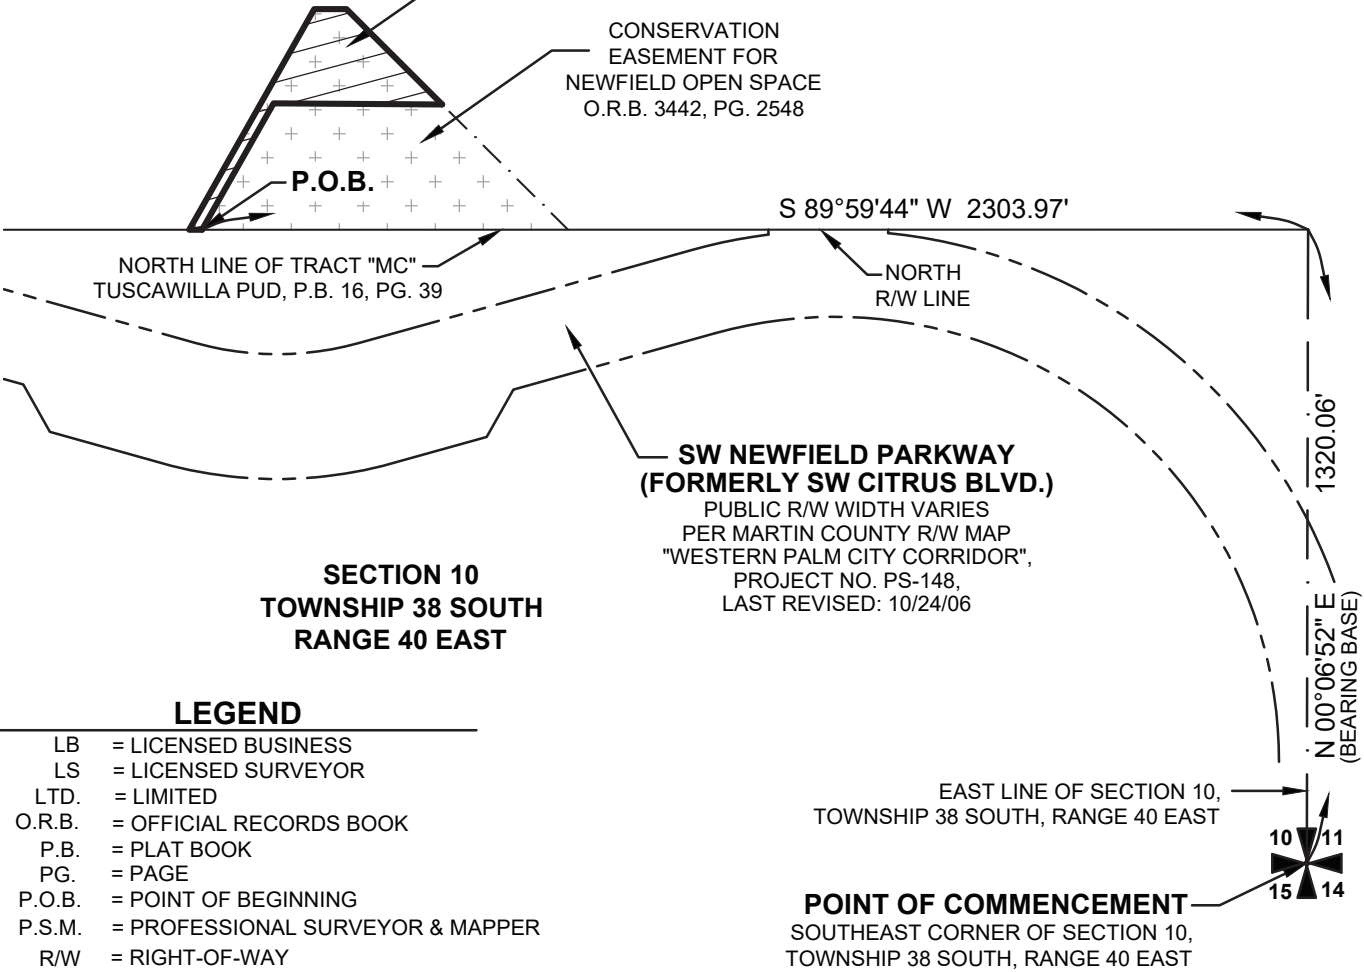 CONSERVATION
EASEMENT FOR
NEWFIELD OPEN SPACE
O.R.B. 3442, PG. 2548
P.O.B.
S 89°59'44" W 2303.97'
NORTH LINE OF TRACT "MC"
TUSCAWILLA PUD, P.B. 16, PG. 39
NORTH
R/W LINE
1320.06'
N 00°06'52" E
(BEARING BASE)
SW NEWFIELD PARKWAY
(FORMERLY SW CITRUS BLVD.)
PUBLIC R/W WIDTH VARIES
PER MARTIN COUNTY R/W MAP
"WESTERN PALM CITY CORRIDOR",
PROJECT NO. PS-148,
LAST REVISED: 10/24/06
SECTION 10
TOWNSHIP 38 SOUTH
RANGE 40 EAST
LEGEND
LB = LICENSED BUSINESS
LS = LICENSED SURVEYOR
LTD. = LIMITED
O.R.B. = OFFICIAL RECORDS BOOK
P.B. = PLAT BOOK
PG. = PAGE
P.O.B. = POINT OF BEGINNING
P.S.M. = PROFESSIONAL SURVEYOR & MAPPER
R/W = RIGHT-OF-WAY
EAST LINE OF SECTION 10,
TOWNSHIP 38 SOUTH, RANGE 40 EAST
10 11
15 14
POINT OF COMMENCEMENT
SOUTHEAST CORNER OF SECTION 10,
TOWNSHIP 38 SOUTH, RANGE 40 EAST